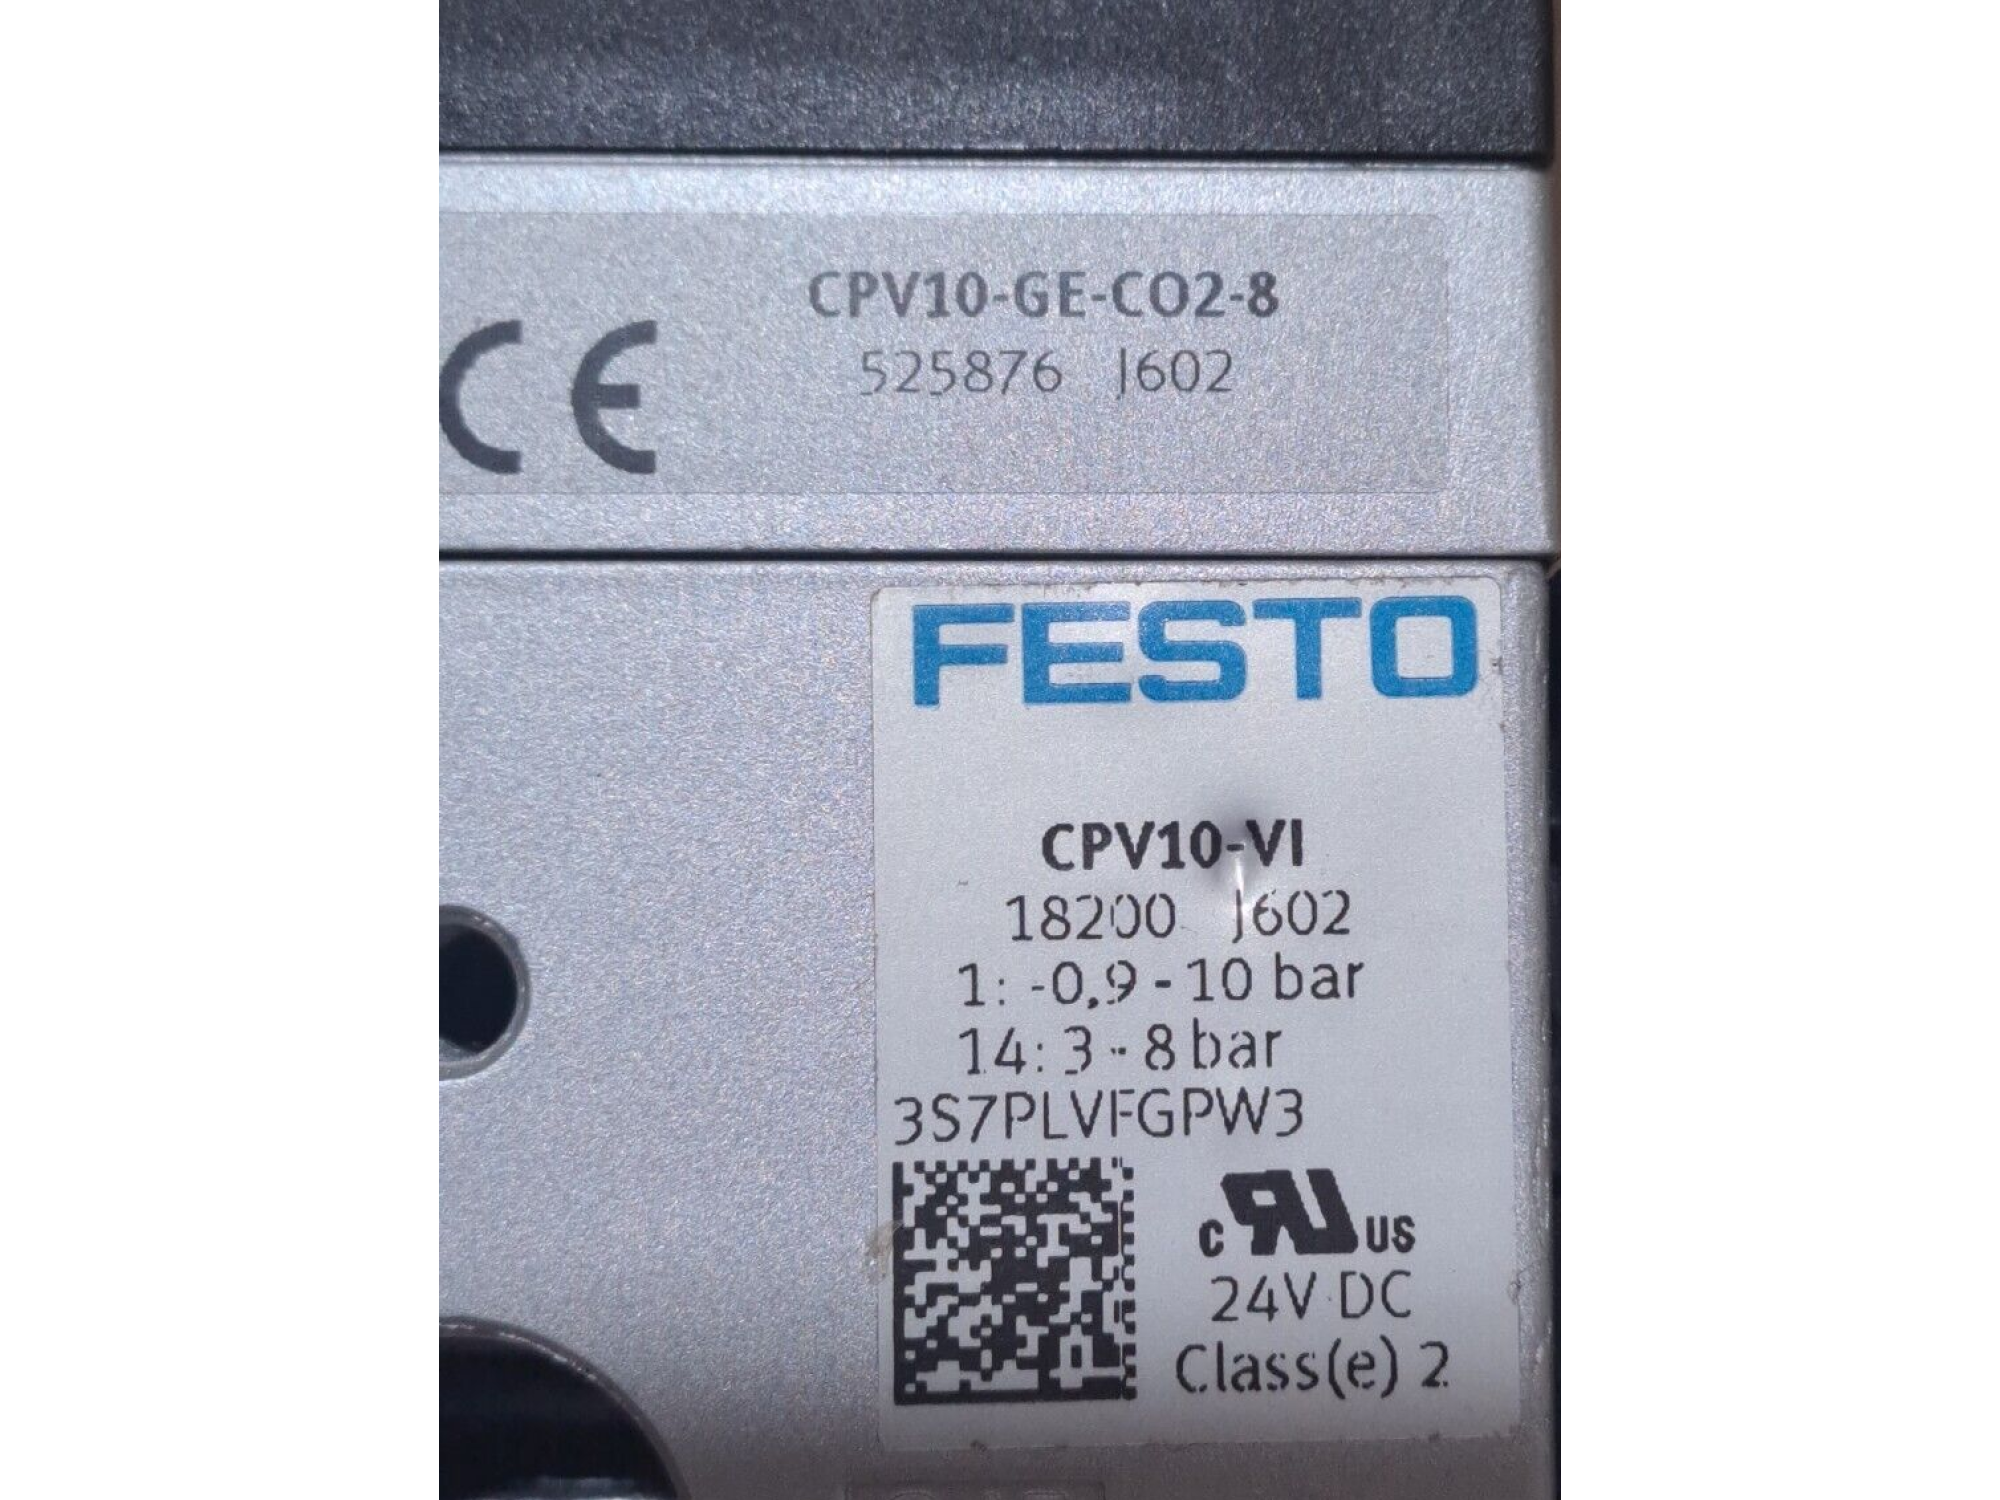 CPV10-GE-CO2-8
525876 J602
CE
FESTO
CPV10-VI
18200 J602
1: -0,9 - 10 bar
14: 3 - 8 bar
3S7PLVFGPW3
c RU US
24V DC
Class(e) 2